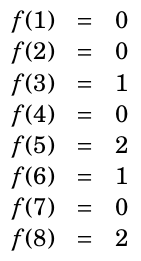 f(1) = 0
f(2) = 0
f(3) = 1
f(4) = 0
f(5) = 2
f(6) = 1
f(7) = 0
f(8) = 2